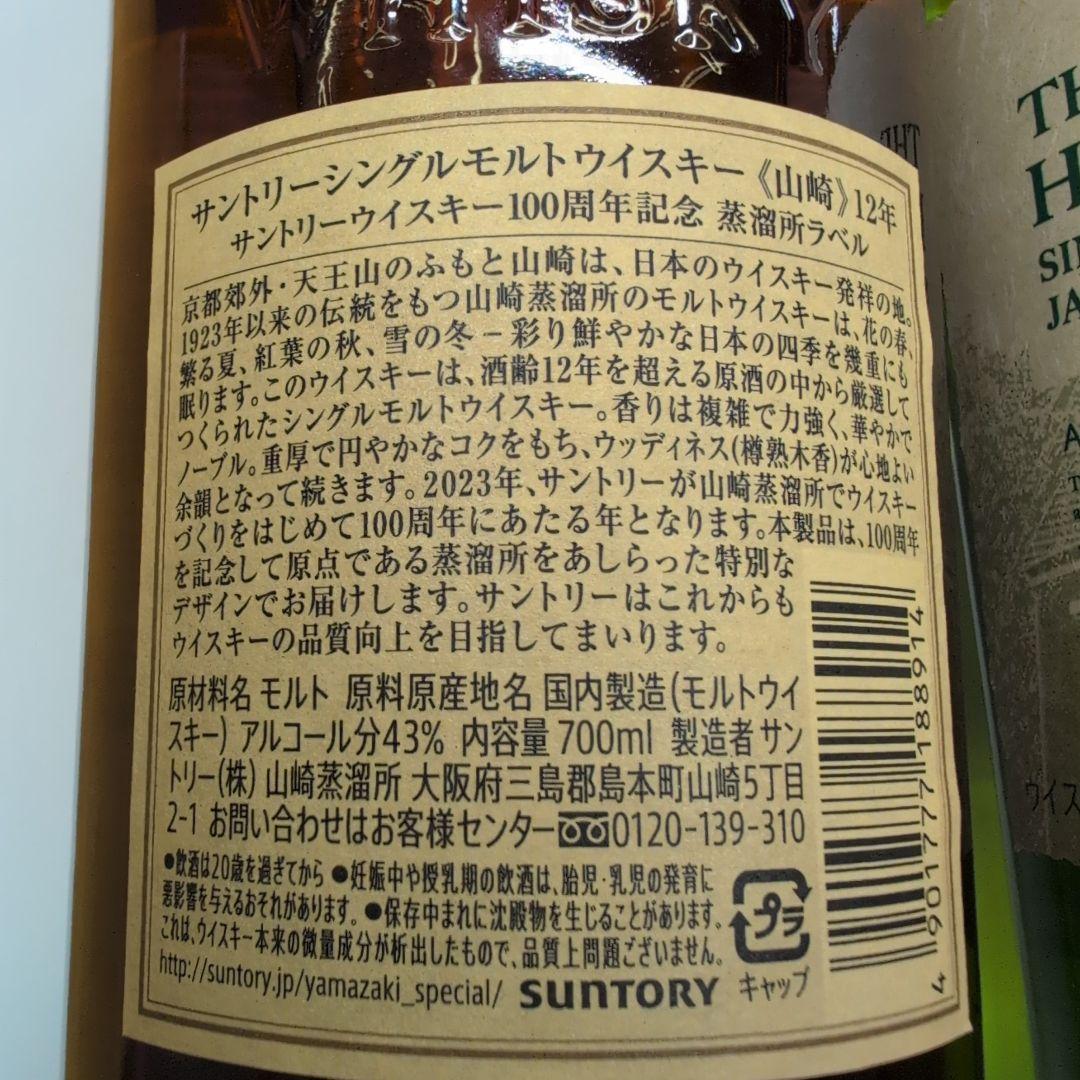 WHISKY
サントリーシングルモルトウイスキー《山崎》12年
サントリーウイスキー100周年記念 蒸溜所ラベル
京都郊外・天王山のふもと山崎は、日本のウイスキー発祥の地。
1923年以来の伝統をもつ山崎蒸溜所のモルトウイスキーは、花の春、
繁る夏、紅葉の秋、雪の冬－彩り鮮やかな日本の四季を幾重にも
眠ります。このウイスキーは、酒齢12年を超える原酒の中から厳選して
つくられたシングルモルトウイスキー。香りは複雑で力強く、華やかで
ノーブル。重厚で円やかなコクをもち、ウッディネス(樽熟木香)が心地よい
余韻となって続きます。2023年、サントリーが山崎蒸溜所でウイスキー
づくりをはじめて100周年にあたる年となります。本製品は、100周年
を記念して原点である蒸溜所をあしらった特別な
デザインでお届けします。サントリーはこれからも
ウイスキーの品質向上を目指してまいります。
原材料名 モルト 原料原産地名 国内製造(モルトウイ
スキー) アルコール分43% 内容量 700ml 製造者 サン
トリー(株) 山崎蒸溜所 大阪府三島郡島本町山崎5丁目
2-1 お問い合わせはお客様センター 0120-139-310
●飲酒は20歳を過ぎてから ●妊娠中や授乳期の飲酒は、胎児・乳児の発育に
悪影響を与えるおそれがあります。 ●保存中まれに沈殿物を生じることがあります。
これは、ウイスキー本来の微量成分が析出したもので、品質上問題ございません。
http://suntory.jp/yamazaki_special/ SUNTORY
プラ
キャップ
4 901777 188914
TH
H
SIN
JA
A
ウイス